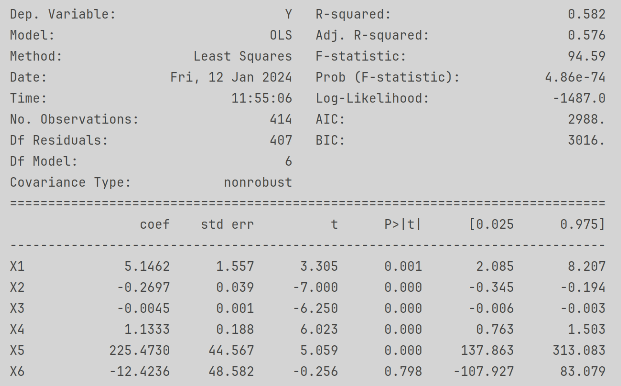 Dep. Variable: Y R-squared: 0.582
Model: OLS Adj. R-squared: 0.576
Method: Least Squares F-statistic: 94.59
Date: Fri, 12 Jan 2024 Prob (F-statistic): 4.86e-74
Time: 11:55:06 Log-Likelihood: -1487.0
No. Observations: 414 AIC: 2988.
Df Residuals: 407 BIC: 3016.
Df Model: 6
Covariance Type: nonrobust
==============================================================================
coef std err t P>|t| [0.025 0.975]
------------------------------------------------------------------------------
X1 5.1462 1.557 3.305 0.001 2.085 8.207
X2 -0.2697 0.039 -7.000 0.000 -0.345 -0.194
X3 -0.0045 0.001 -6.250 0.000 -0.006 -0.003
X4 1.1333 0.188 6.023 0.000 0.763 1.503
X5 225.4730 44.567 5.059 0.000 137.863 313.083
X6 -12.4236 48.582 -0.256 0.798 -107.927 83.079